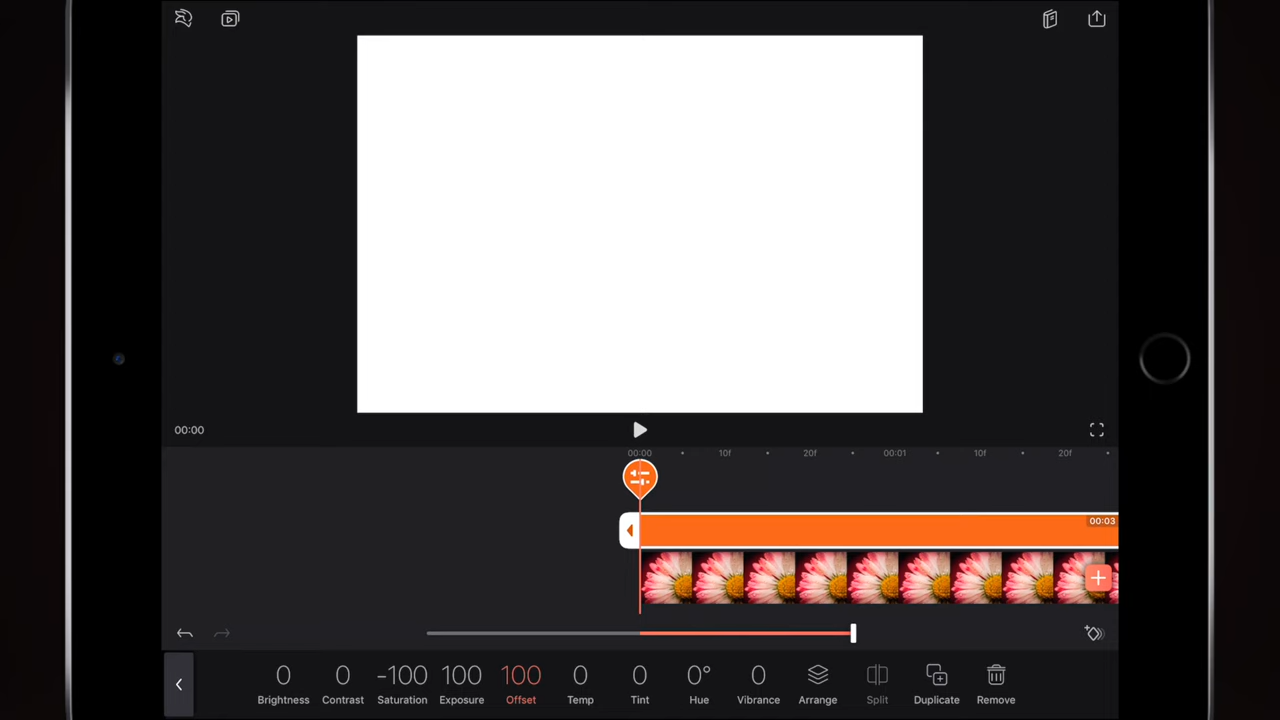 00:00
00:00 10f 20f 00:01 10f 20f
00:03
0 0 -100 100 100 0 0 0° 0
Brightness Contrast Saturation Exposure Offset Temp Tint Hue Vibrance Arrange Split Duplicate Remove